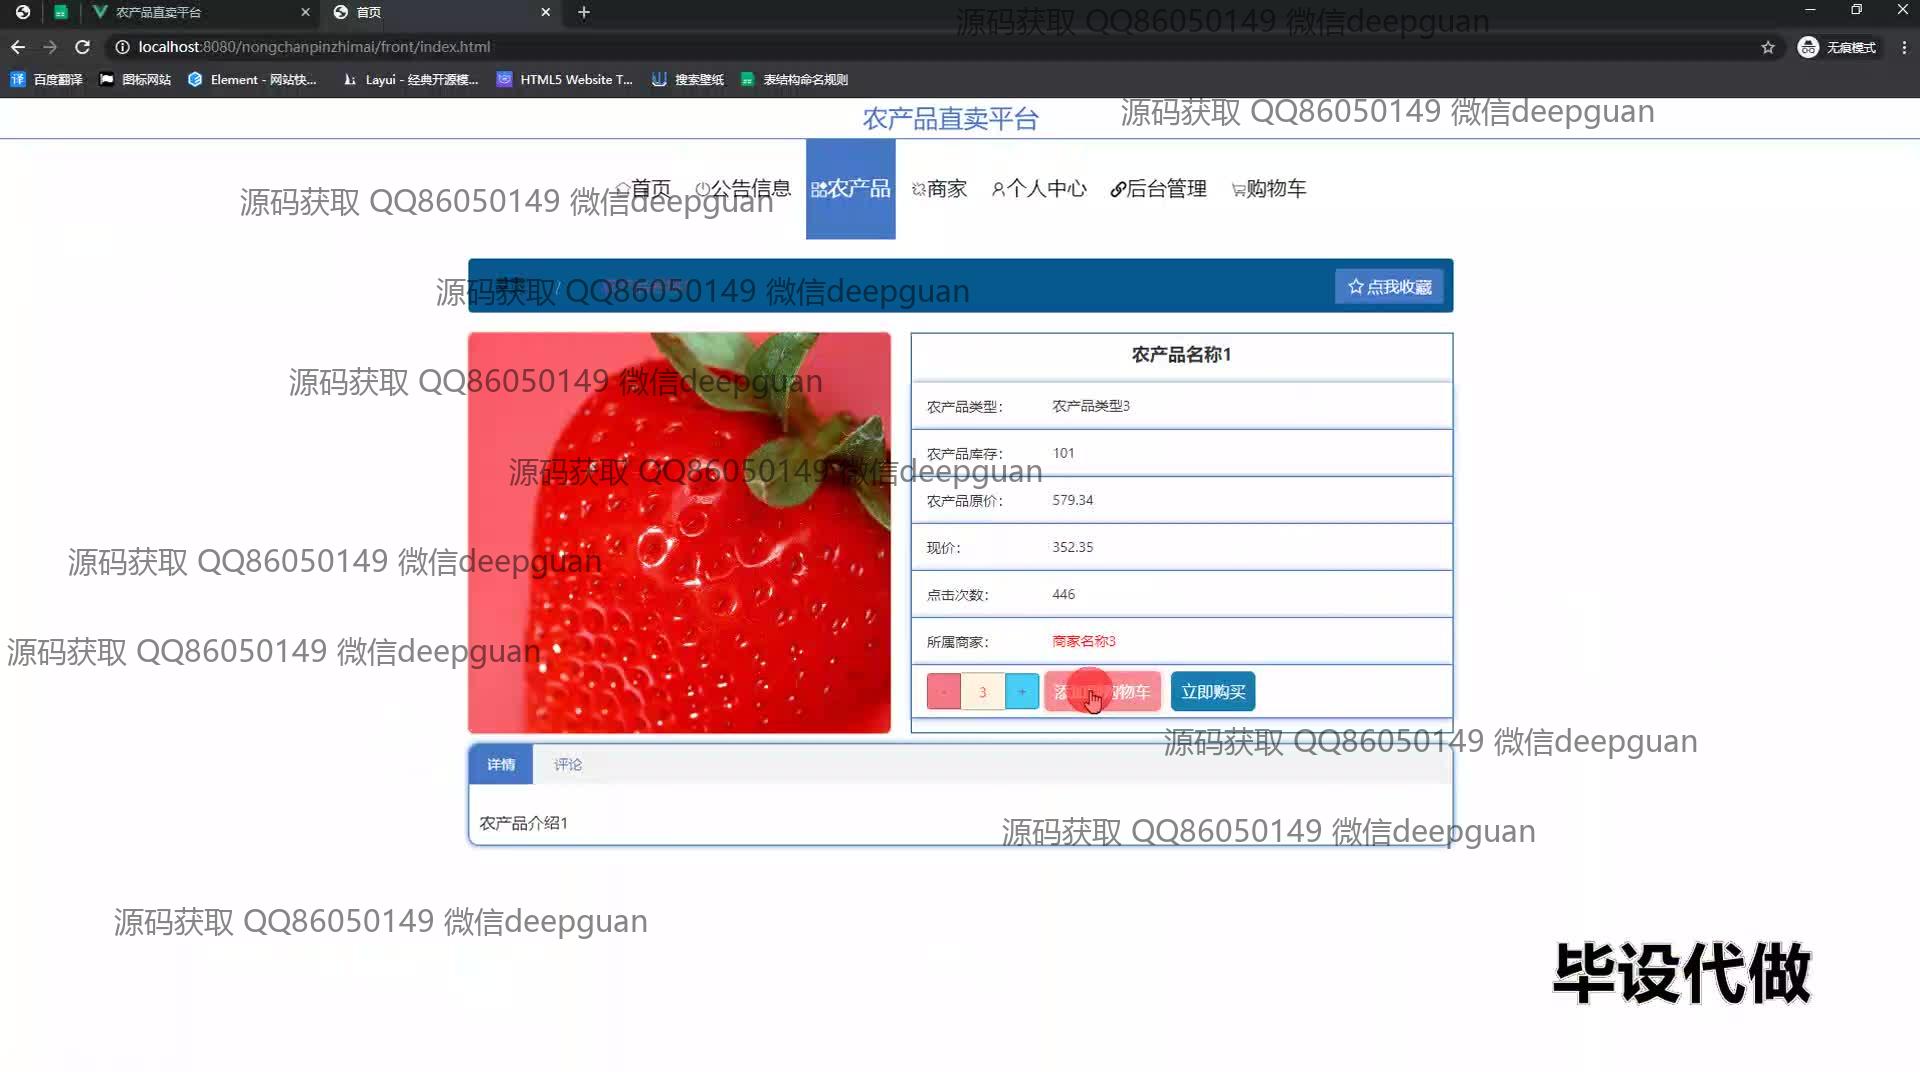 农产品直卖平台
首页
localhost:8080/nongchanpinzhimai/front/index.html
无痕模式
百度翻译
图标网站
Element - 网站快...
Layui - 经典开源模...
HTML5 Website T...
搜索壁纸
表结构命名规则
源码获取 QQ86050149 微信deepguan
农产品直卖平台
源码获取 QQ86050149 微信deepguan
首页
公告信息
农产品
商家
个人中心
后台管理
购物车
源码获取 QQ86050149 微信deepguan
/
点我收藏
源码获取 QQ86050149 微信deepguan
农产品名称1
源码获取 QQ86050149 微信deepguan
农产品类型: 农产品类型3
农产品库存: 101
源码获取 QQ86050149 微信deepguan
农产品原价: 579.34
现价: 352.35
源码获取 QQ86050149 微信deepguan
点击次数: 446
所属商家: 商家名称3
源码获取 QQ86050149 微信deepguan
- 3 +
立即购买
源码获取 QQ86050149 微信deepguan
详情
评论
农产品介绍1
源码获取 QQ86050149 微信deepguan
源码获取 QQ86050149 微信deepguan
毕设代做